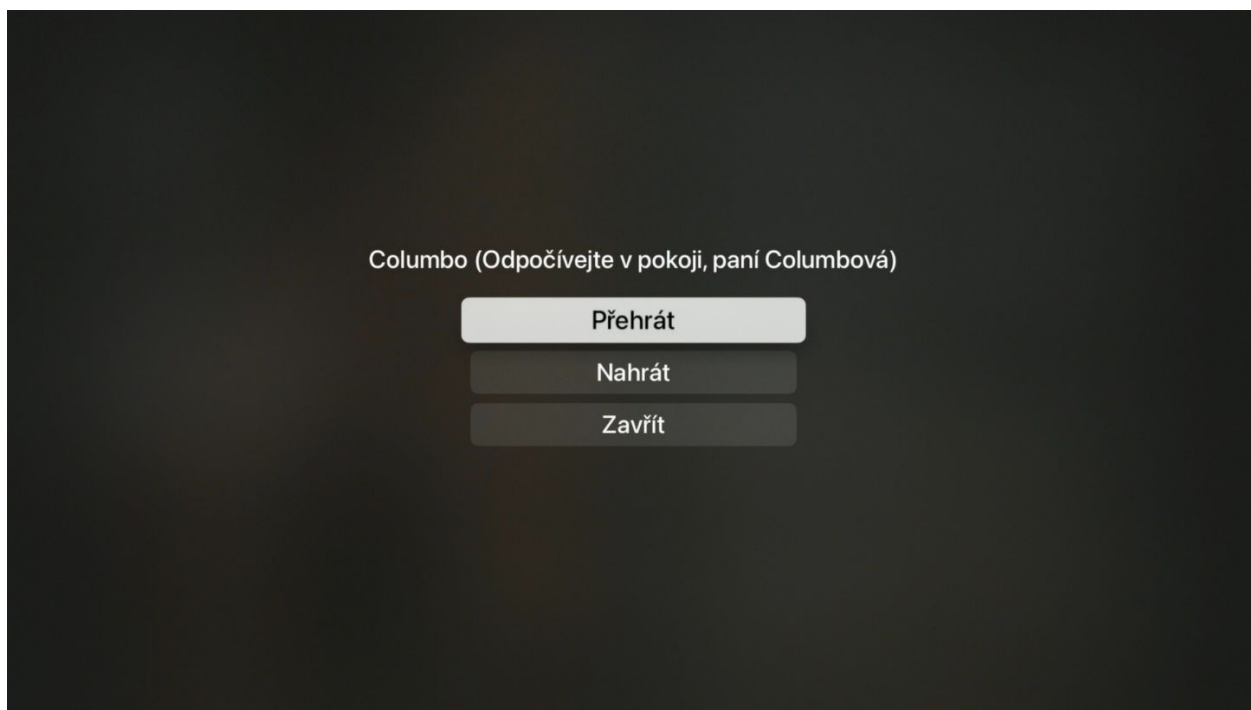 Columbo (Odpočívejte v pokoji, paní Columbová)
Přehrát
Nahrát
Zavřít